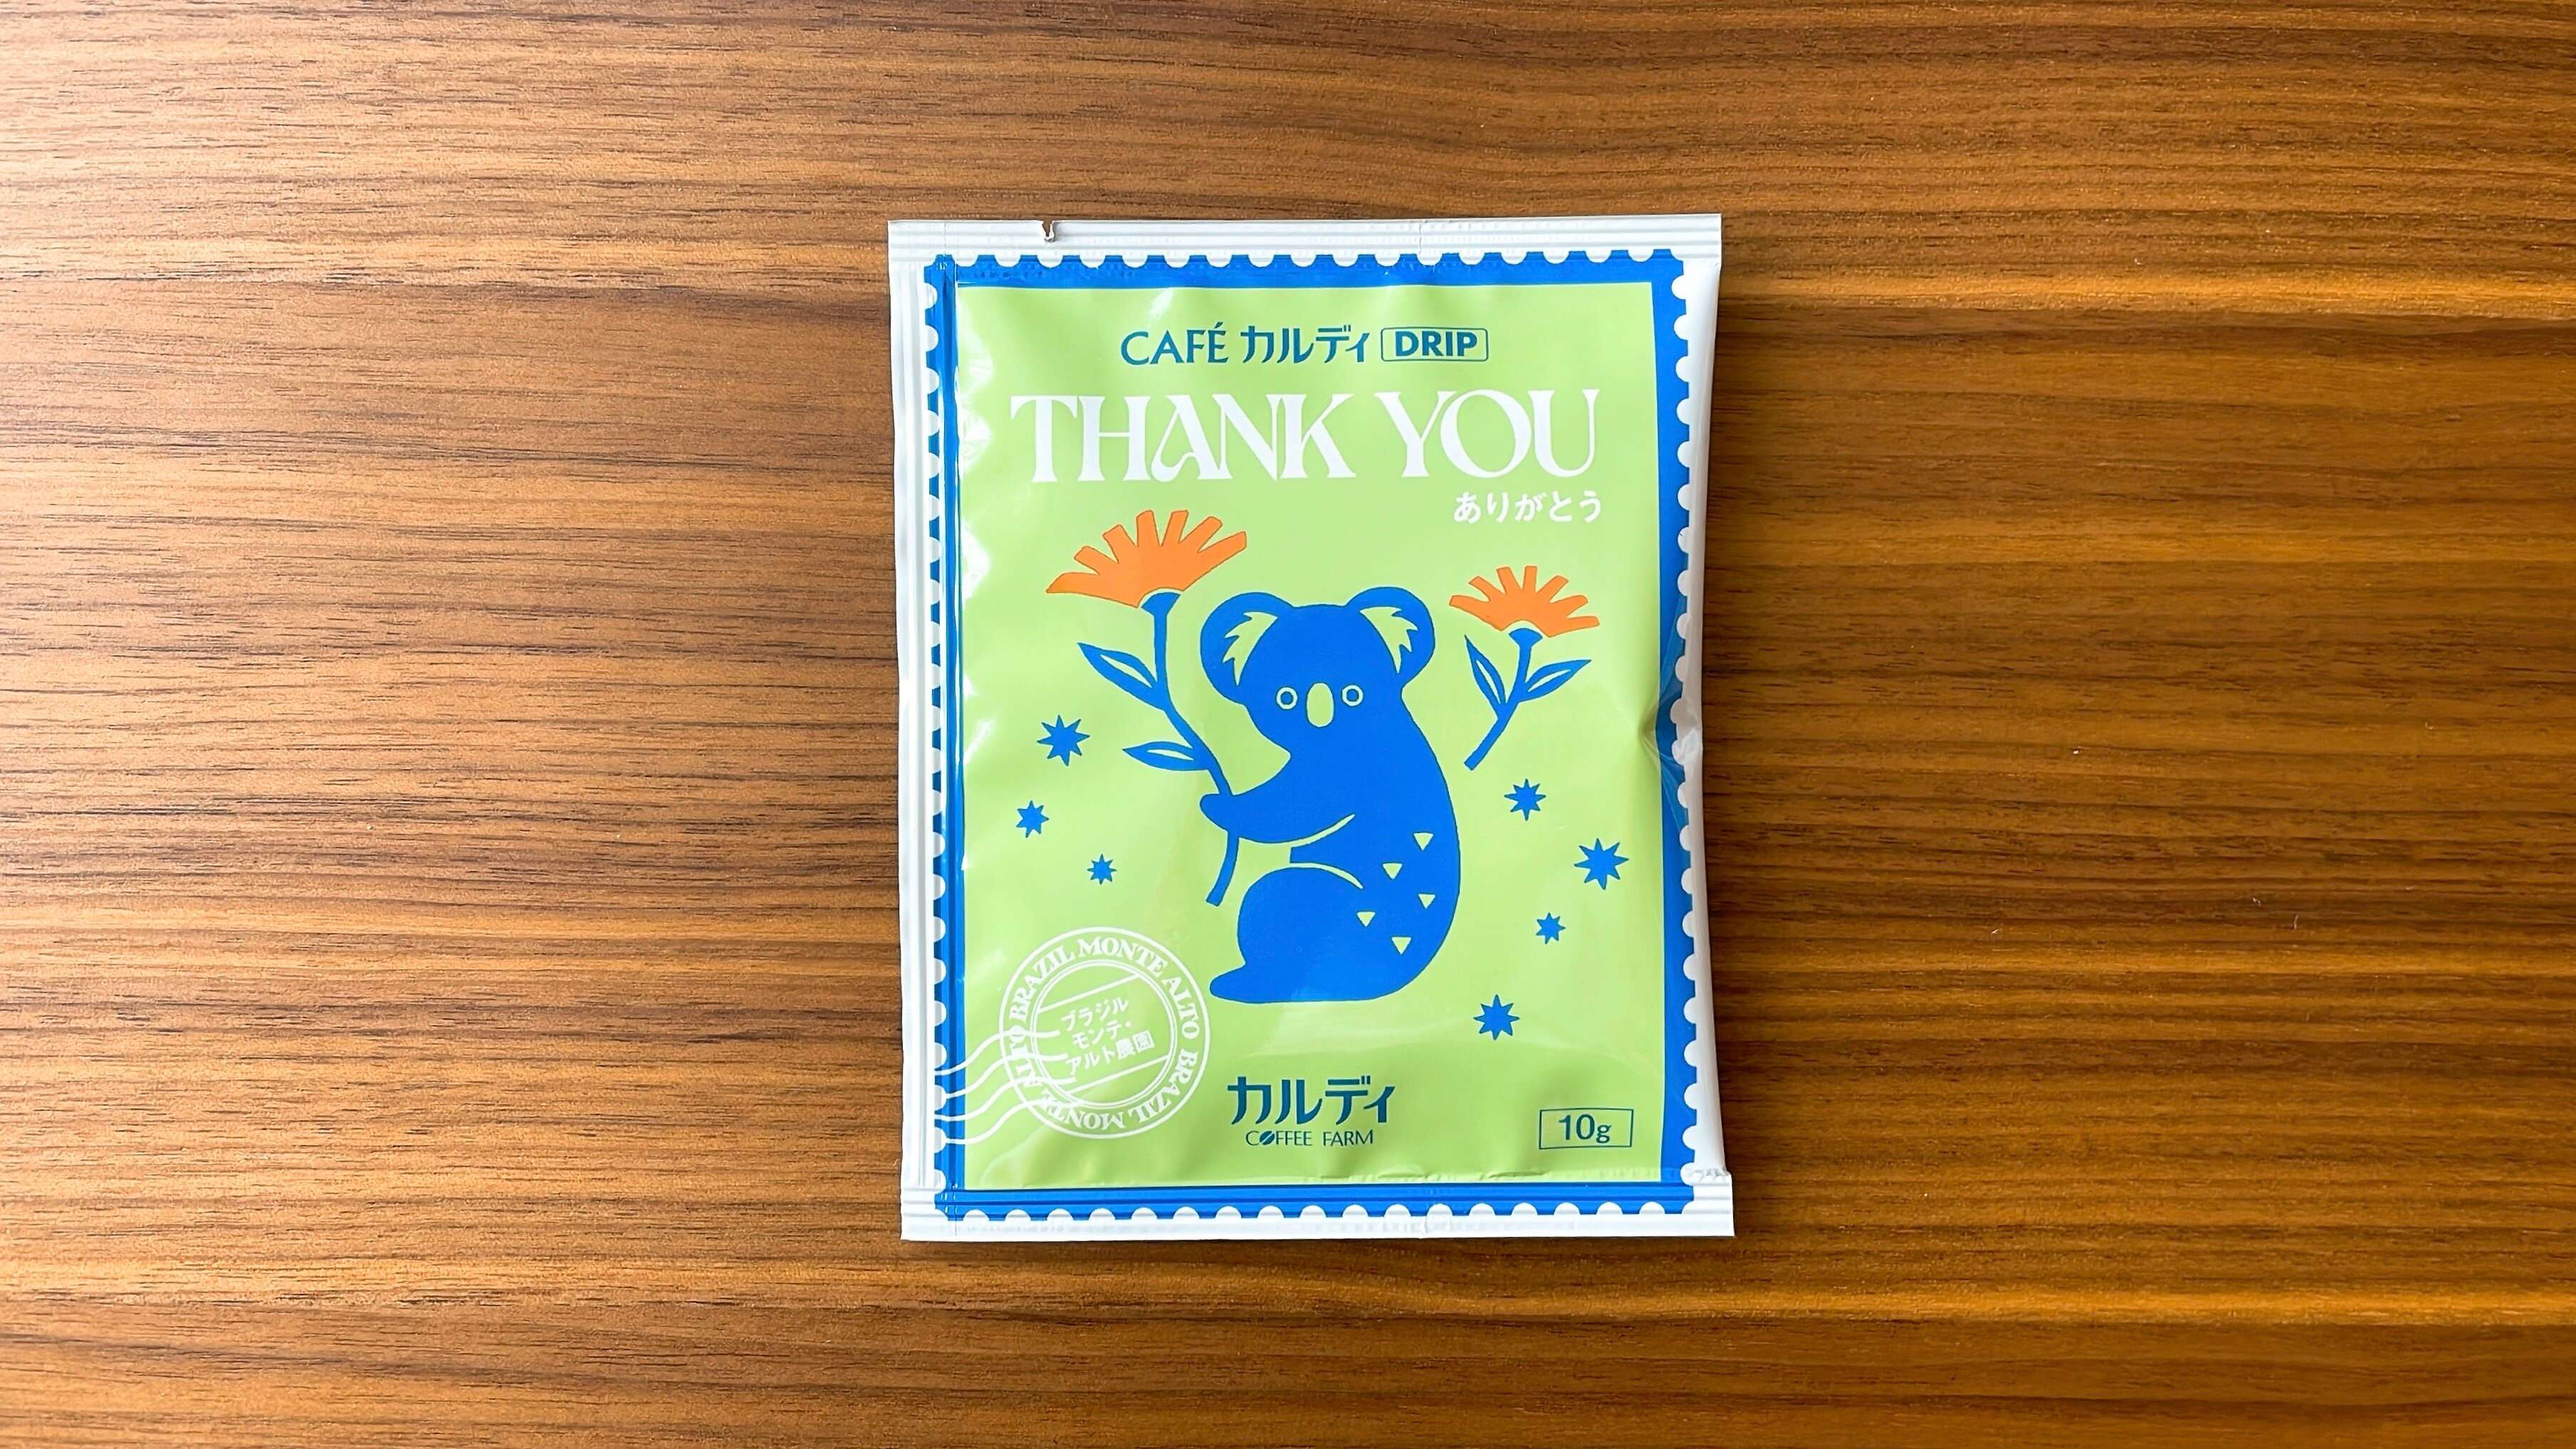 CAFÉ カルディ DRIP
THANK YOU
ありがとう
BRAZIL MONTE ALTO BRAZIL MONTE ALTO
ブラジル
モンテ・
アルト農園
カルディ
COFFEE FARM
10g